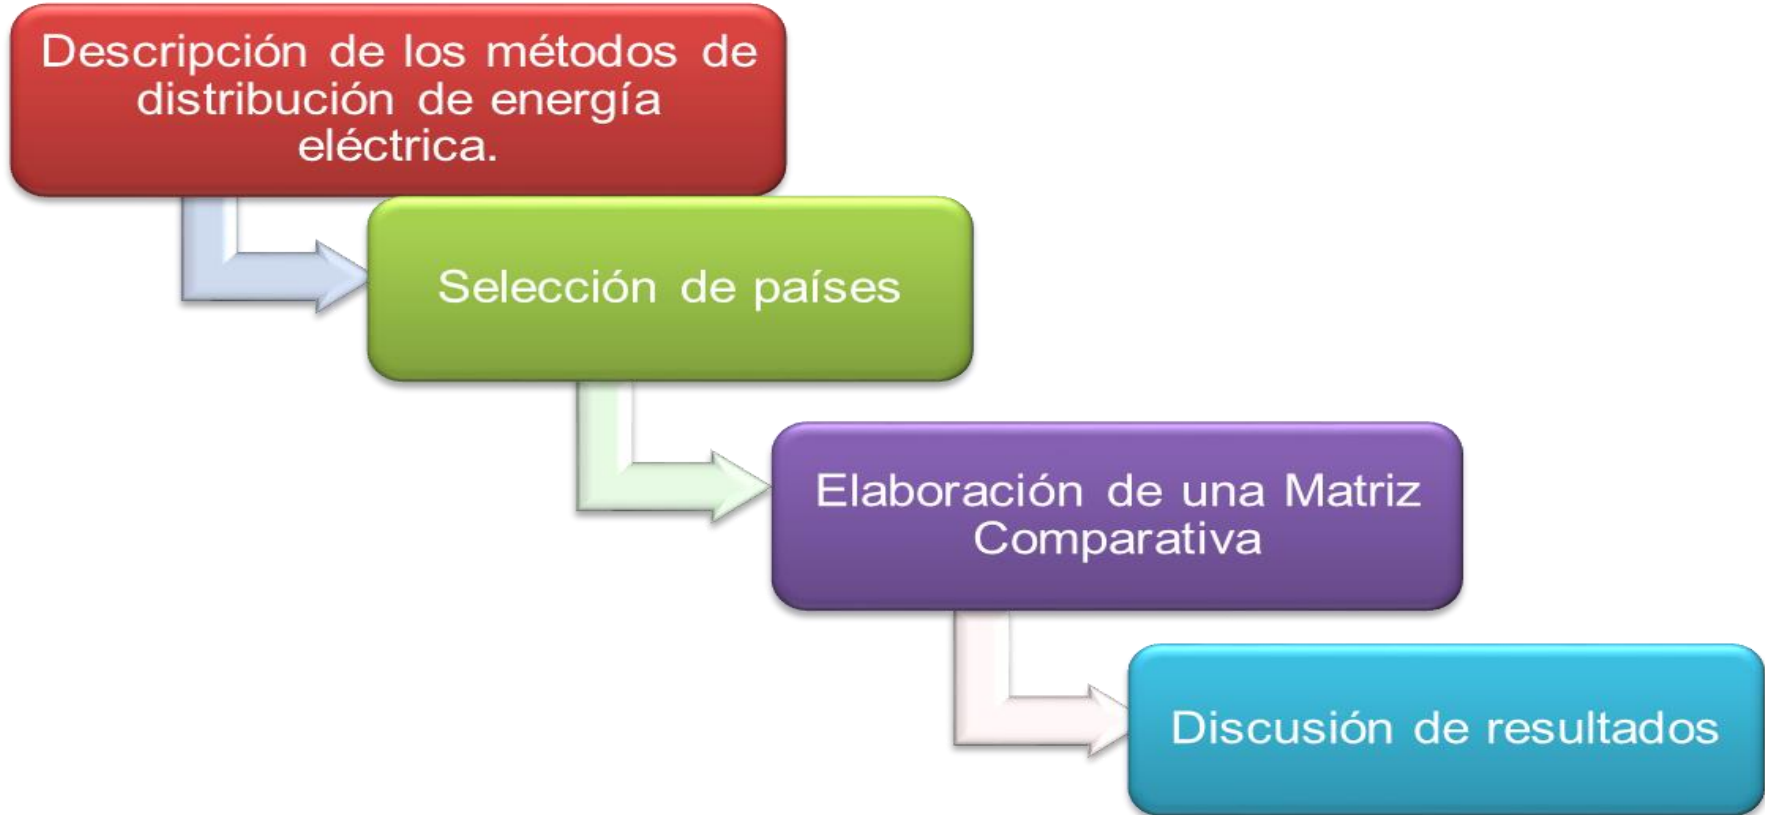 Descripción de los métodos de
distribución de energía
eléctrica.
Selección de países
Elaboración de una Matriz
Comparativa
Discusión de resultados